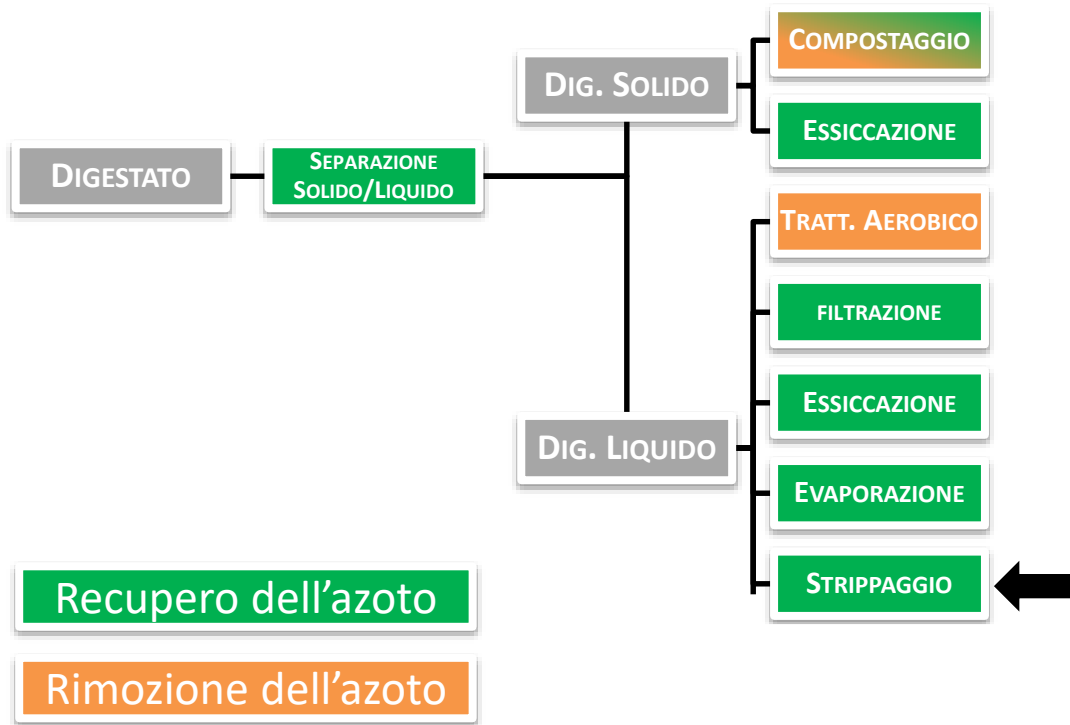 DIGESTATO
SEPARAZIONE
SOLIDO/LIQUIDO
DIG. SOLIDO
COMPOSTAGGIO
ESSICCAZIONE
DIG. LIQUIDO
TRATT. AEROBICO
FILTRAZIONE
ESSICCAZIONE
EVAPORAZIONE
STRIPPAGGIO
Recupero dell’azoto
Rimozione dell’azoto